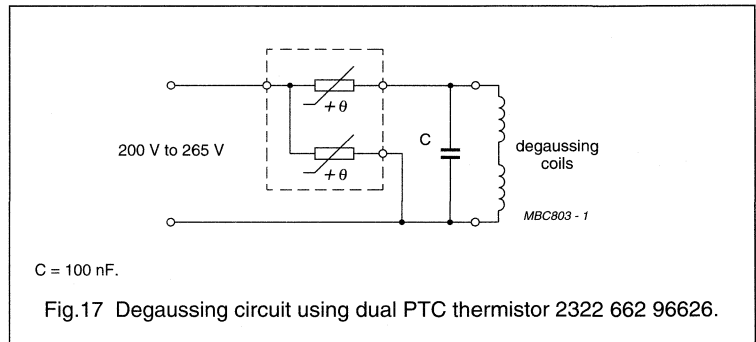 +θ
+θ
200 V to 265 V
C
degaussing
coils
MBC803 - 1
C = 100 nF.
Fig.17 Degaussing circuit using dual PTC thermistor 2322 662 96626.